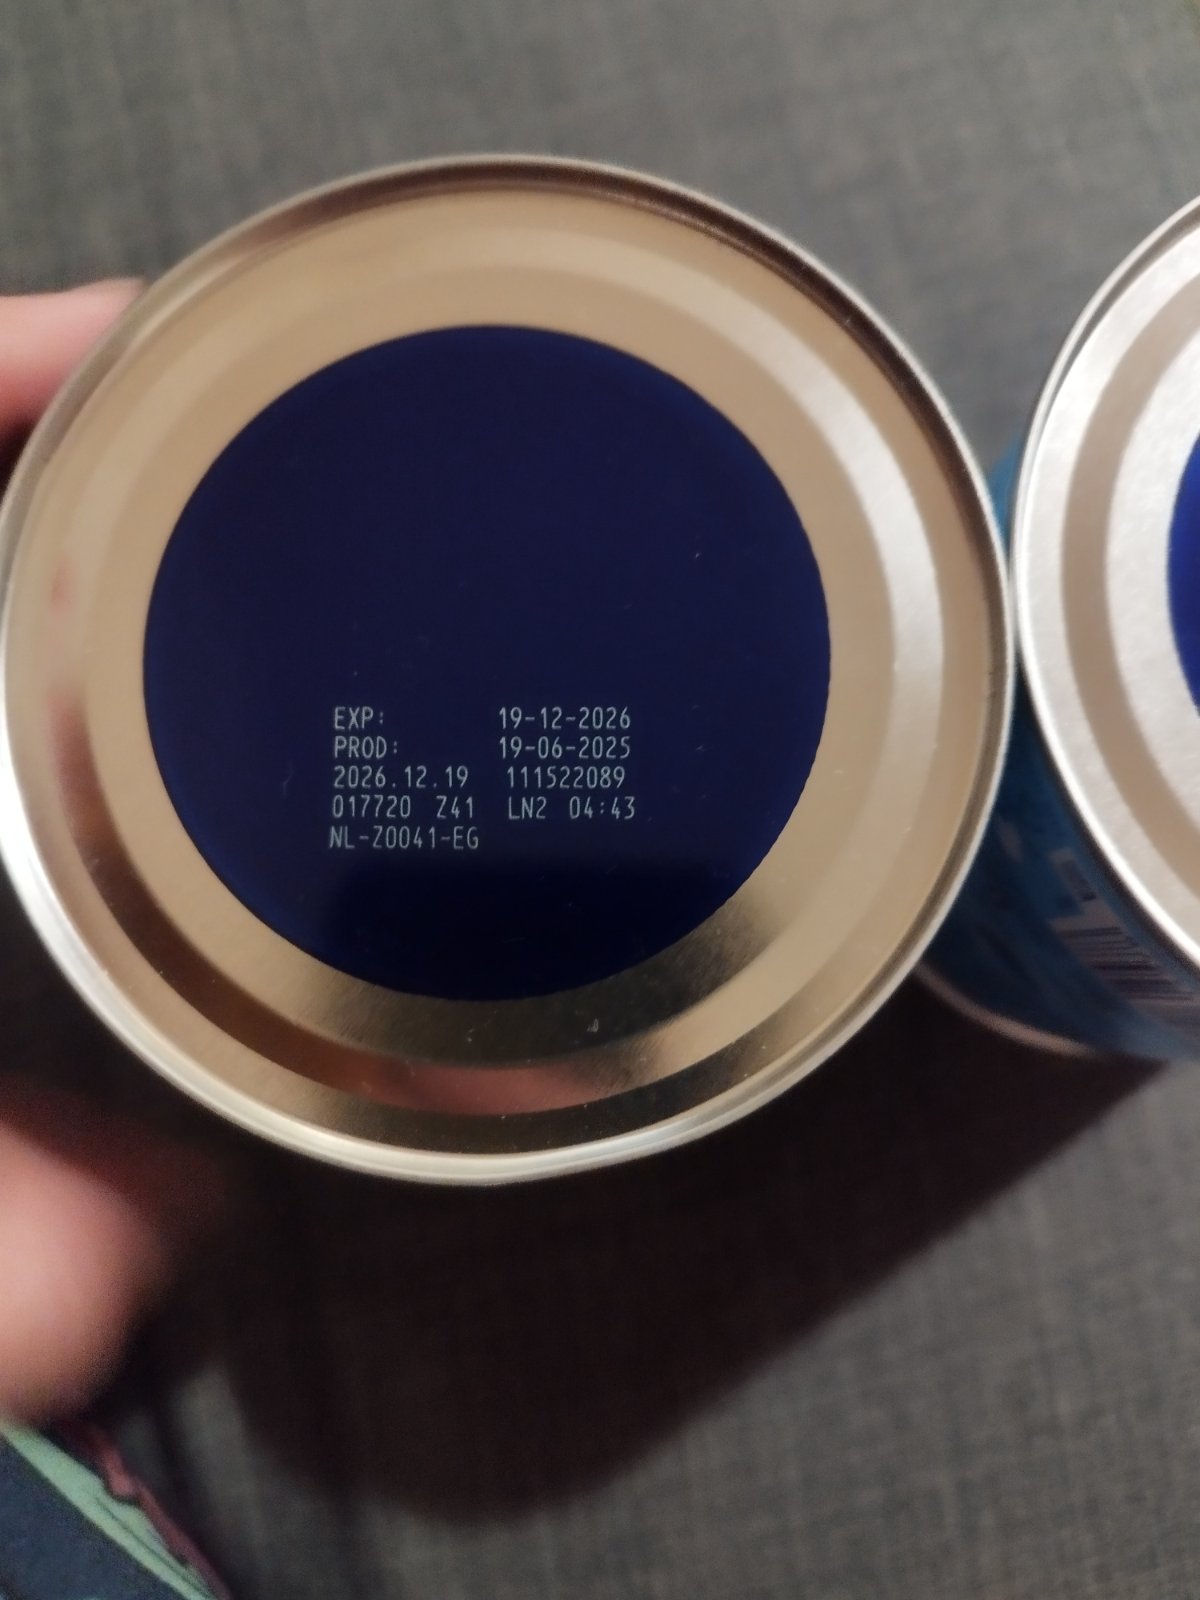 EXP: 19-12-2026
PROD: 19-06-2025
2026.12.19 111522089
017720 Z41 LN2 04:43
NL-Z0041-EG